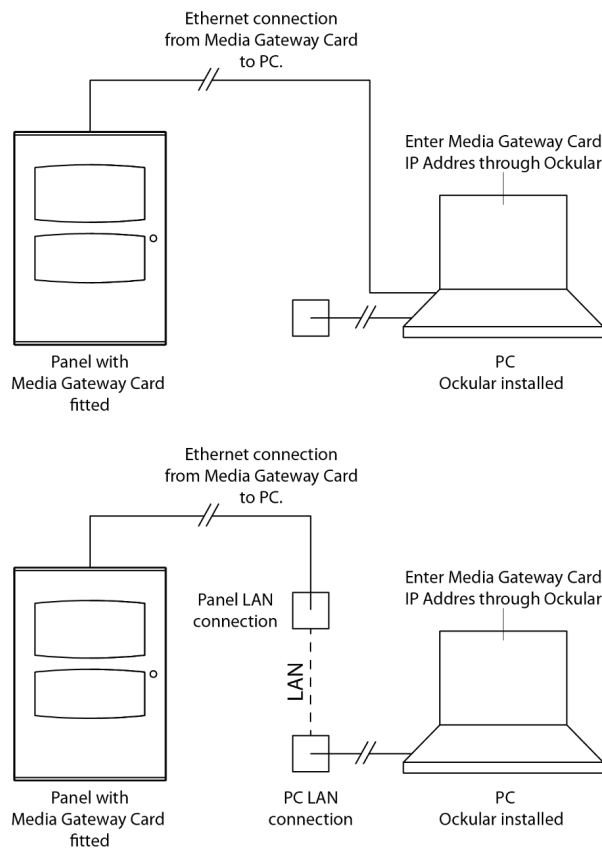 Ethernet connection
from Media Gateway Card
to PC.
Enter Media Gateway Card
IP Addres through Ockular
Panel with
Media Gateway Card
fitted
PC
Ockular installed
Ethernet connection
from Media Gateway Card
to PC.
Enter Media Gateway Card
IP Addres through Ockular
Panel LAN
connection
LAN
Panel with
Media Gateway Card
fitted
PC LAN
connection
PC
Ockular installed